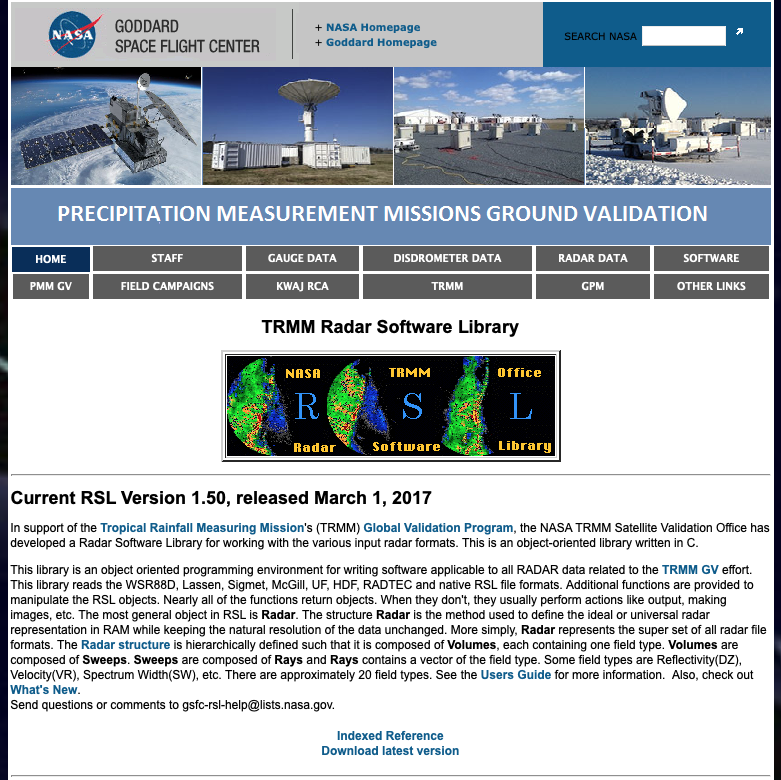 NASA
GODDARD
SPACE FLIGHT CENTER
+ NASA Homepage
+ Goddard Homepage
SEARCH NASA
PRECIPITATION MEASUREMENT MISSIONS GROUND VALIDATION
HOME STAFF GAUGE DATA DISDROMETER DATA RADAR DATA SOFTWARE
PMM GV FIELD CAMPAIGNS KWAJ RCA TRMM GPM OTHER LINKS
TRMM Radar Software Library
NASA TRMM Office
R S L
Radar Software Library
Current RSL Version 1.50, released March 1, 2017
In support of the Tropical Rainfall Measuring Mission's (TRMM) Global Validation Program, the NASA TRMM Satellite Validation Office has
developed a Radar Software Library for working with the various input radar formats. This is an object-oriented library written in C.
This library is an object oriented programming environment for writing software applicable to all RADAR data related to the TRMM GV effort.
This library reads the WSR88D, Lassen, Sigmet, McGill, UF, HDF, RADTEC and native RSL file formats. Additional functions are provided to
manipulate the RSL objects. Nearly all of the functions return objects. When they don't, they usually perform actions like output, making
images, etc. The most general object in RSL is Radar. The structure Radar is the method used to define the ideal or universal radar
representation in RAM while keeping the natural resolution of the data unchanged. More simply, Radar represents the super set of all radar file
formats. The Radar structure is hierarchically defined such that it is composed of Volumes, each containing one field type. Volumes are
composed of Sweeps. Sweeps are composed of Rays and Rays contains a vector of the field type. Some field types are Reflectivity(DZ),
Velocity(VR), Spectrum Width(SW), etc. There are approximately 20 field types. See the Users Guide for more information. Also, check out
What's New.
Send questions or comments to gsfc-rsl-help@lists.nasa.gov.
Indexed Reference
Download latest version